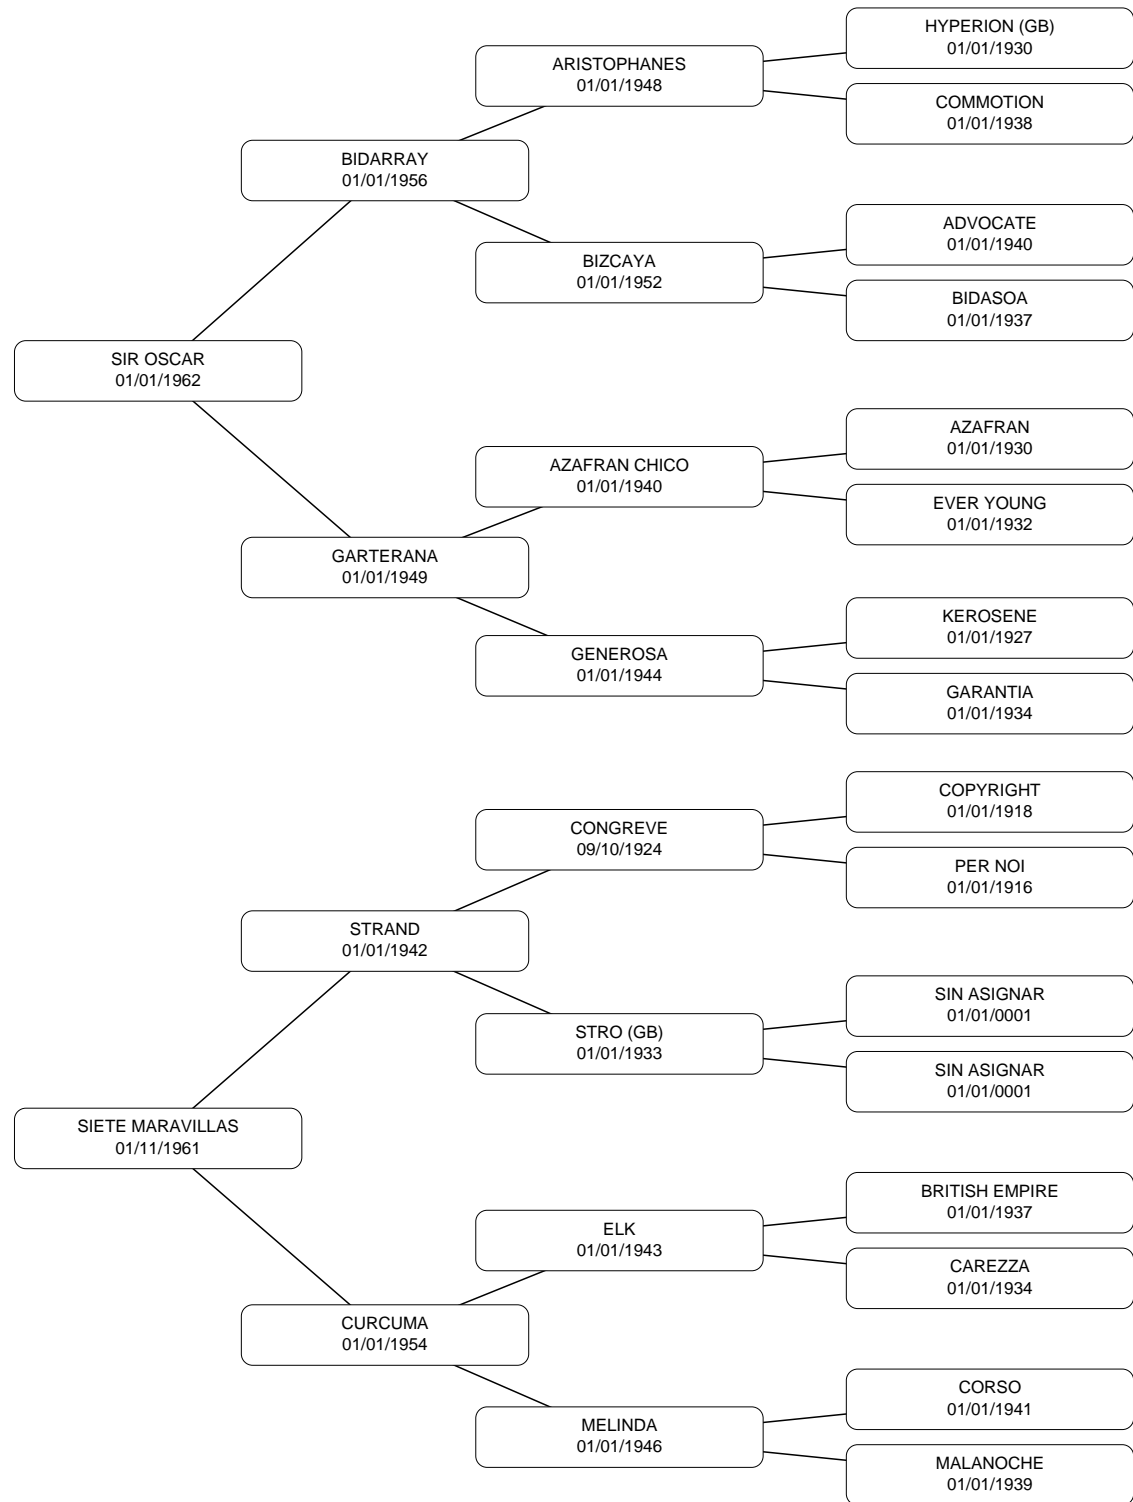 HYPERION (GB)
01/01/1930
ARISTOPHANES
01/01/1948
COMMOTION
01/01/1938
BIDARRAY
01/01/1956
ADVOCATE
01/01/1940
BIZCAYA
01/01/1952
BIDASOA
01/01/1937
SIR OSCAR
01/01/1962
AZAFRAN
01/01/1930
AZAFRAN CHICO
01/01/1940
EVER YOUNG
01/01/1932
GARTERANA
01/01/1949
KEROSENE
01/01/1927
GENEROSA
01/01/1944
GARANTIA
01/01/1934
COPYRIGHT
01/01/1918
CONGREVE
09/10/1924
PER NOI
01/01/1916
STRAND
01/01/1942
SIN ASIGNAR
01/01/0001
STRO (GB)
01/01/1933
SIN ASIGNAR
01/01/0001
SIETE MARAVILLAS
01/11/1961
BRITISH EMPIRE
01/01/1937
ELK
01/01/1943
CAREZZA
01/01/1934
CURCUMA
01/01/1954
CORSO
01/01/1941
MELINDA
01/01/1946
MALANOCHE
01/01/1939